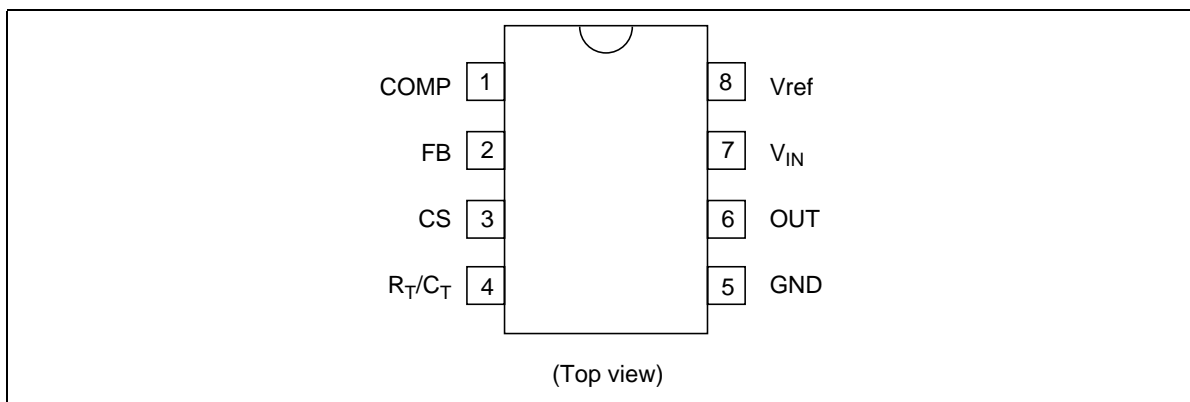 COMP 1 8 Vref
FB 2 7 V_IN
CS 3 6 OUT
R_T/C_T 4 5 GND
(Top view)